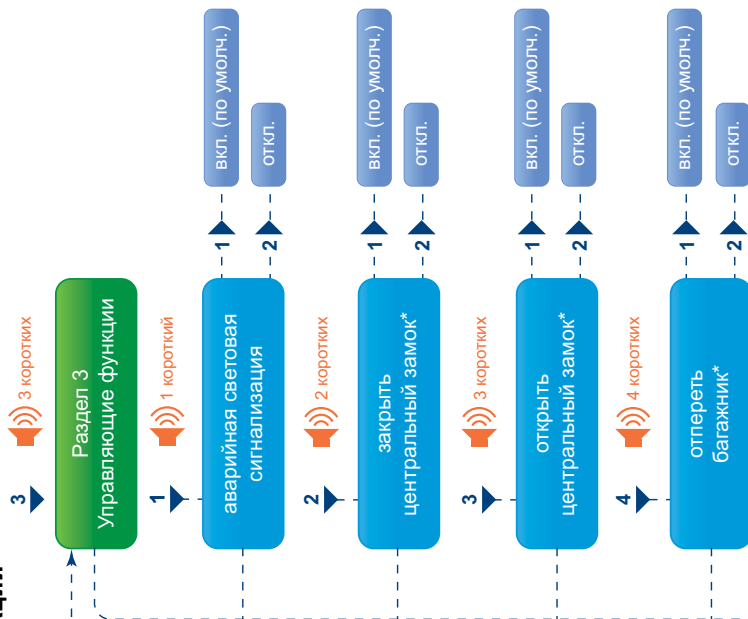 3
3 коротких
Раздел 3
Управляющие функции
1
1 короткий
аварийная световая
сигнализация
1
вкл. (по умолч.)
2
откл.
2
2 коротких
закрыть
центральный замок*
1
вкл. (по умолч.)
2
откл.
3
3 коротких
открыть
центральный замок*
1
вкл. (по умолч.)
2
откл.
4
4 коротких
отпереть
багажник*
1
вкл. (по умолч.)
2
откл.